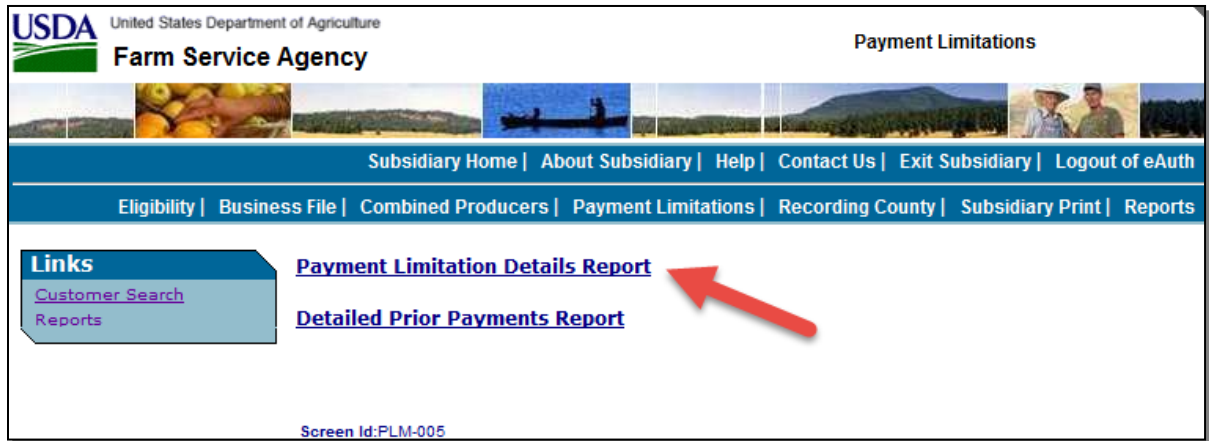 USDA United States Department of Agriculture
Farm Service Agency
Payment Limitations
Subsidiary Home | About Subsidiary | Help | Contact Us | Exit Subsidiary | Logout of eAuth
Eligibility | Business File | Combined Producers | Payment Limitations | Recording County | Subsidiary Print | Reports
Links
Customer Search
Reports
Payment Limitation Details Report
Detailed Prior Payments Report
Screen Id:PLM-005